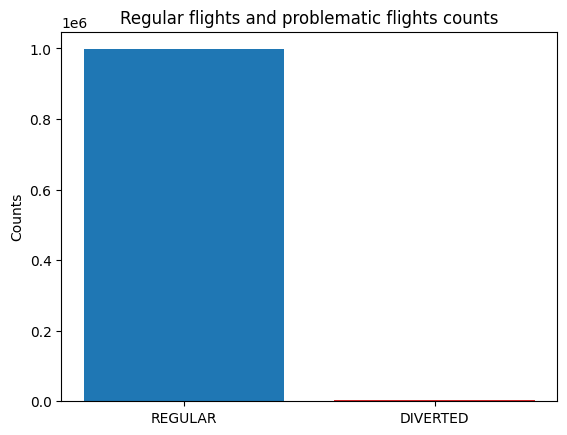 Regular flights and problematic flights counts
1e6
1.0
0.8
0.6
0.4
0.2
0.0
Counts
REGULAR DIVERTED